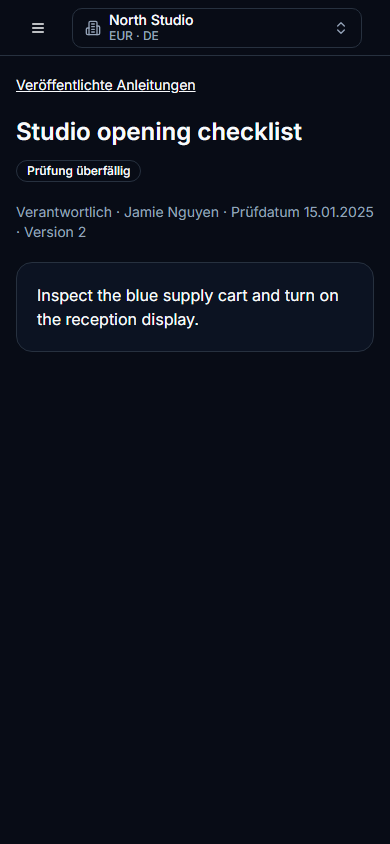 North Studio
EUR · DE
Veröffentlichte Anleitungen
Studio opening checklist
Prüfung überfällig
Verantwortlich · Jamie Nguyen · Prüfdatum 15.01.2025
· Version 2
Inspect the blue supply cart and turn on
the reception display.